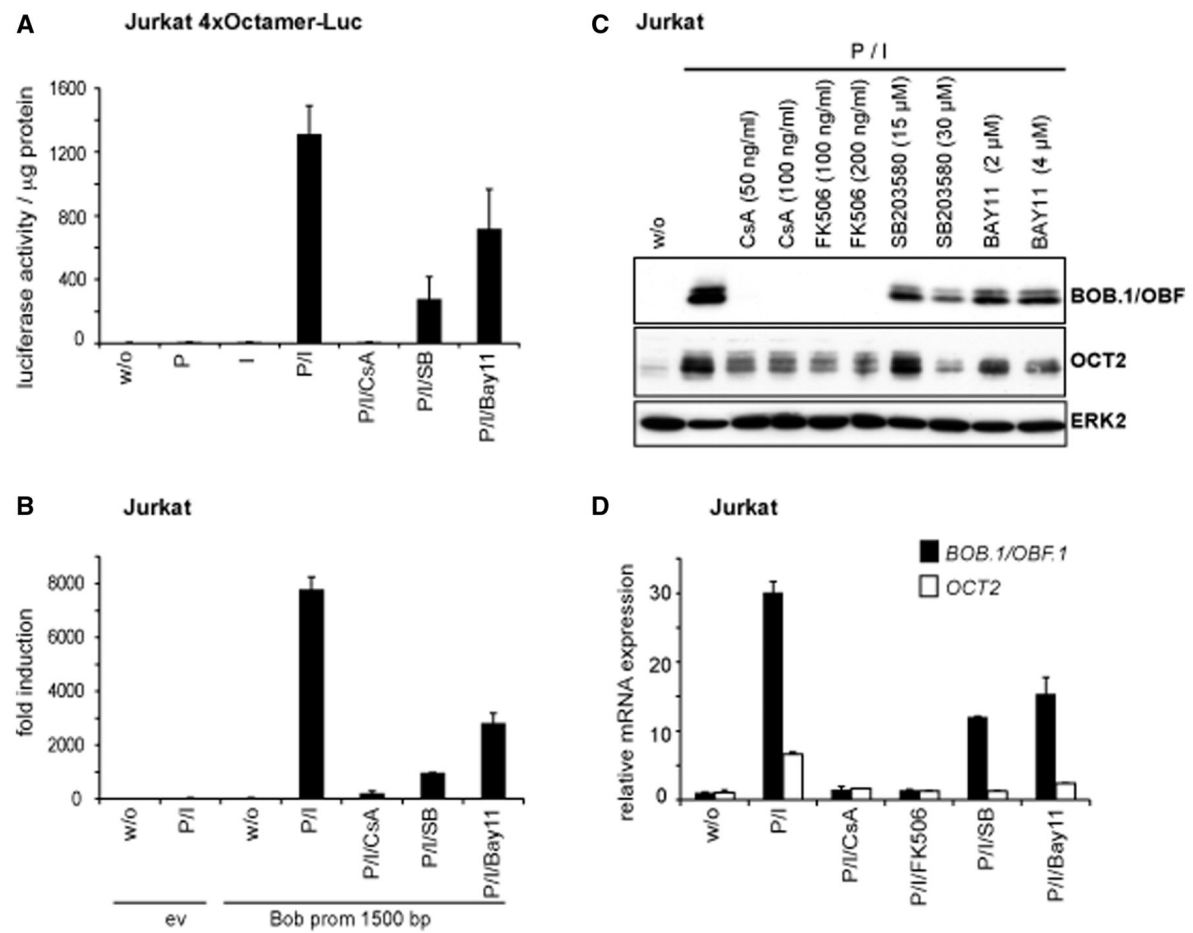 A
Jurkat 4xOctamer-Luc
luciferase activity / μg protein
1600
1200
800
400
0
w/o
P
I
P/I
P/I/CsA
P/I/SB
P/I/Bay11
B
Jurkat
fold induction
8000
6000
4000
2000
0
w/o
P/I
w/o
P/I
P/I/CsA
P/I/SB
P/I/Bay11
ev
Bob prom 1500 bp
C
Jurkat
P / I
w/o
CsA (50 ng/ml)
CsA (100 ng/ml)
FK506 (100 ng/ml)
FK506 (200 ng/ml)
SB203580 (15 μM)
SB203580 (30 μM)
BAY11 (2 μM)
BAY11 (4 μM)
BOB.1/OBF
OCT2
ERK2
D
Jurkat
BOB.1/OBF.1
OCT2
relative mRNA expression
30
20
10
0
w/o
P/I
P/I/CsA
P/I/FK506
P/I/SB
P/I/Bay11